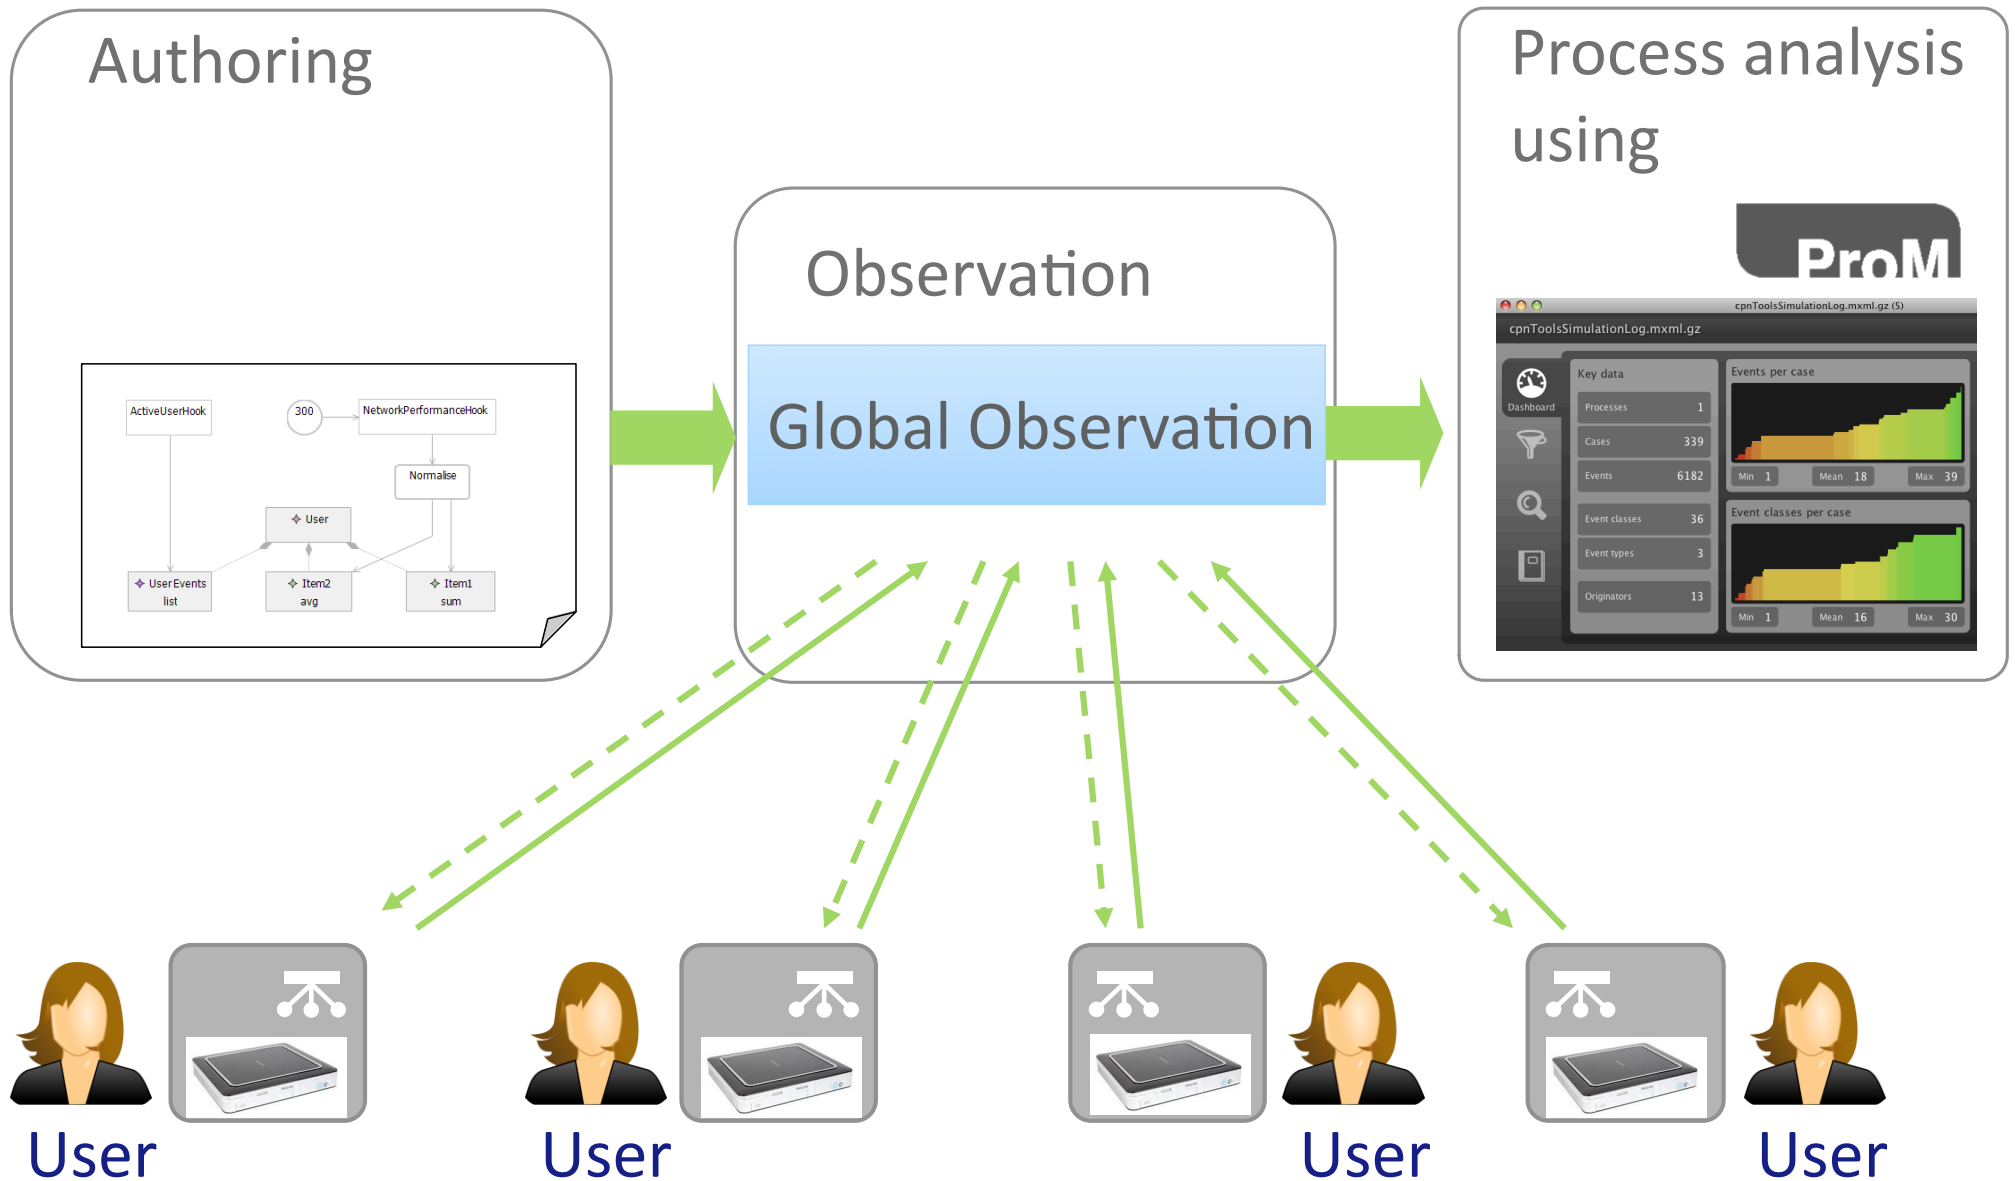 Authoring
ActiveUserHook
300
NetworkPerformanceHook
Normalise
User
UserEvents
list
Item2
avg
Item1
sum
Observation
Global Observation
Process analysis
using
ProM
cpnToolsSimulationLog.mxml.gz (5)
cpnToolsSimulationLog.mxml.gz
Dashboard
Key data
Processes 1
Cases 339
Events 6182
Event classes 36
Event types 3
Originators 13
Events per case
Min 1 Mean 18 Max 39
Event classes per case
Min 1 Mean 16 Max 30
User
User
User
User